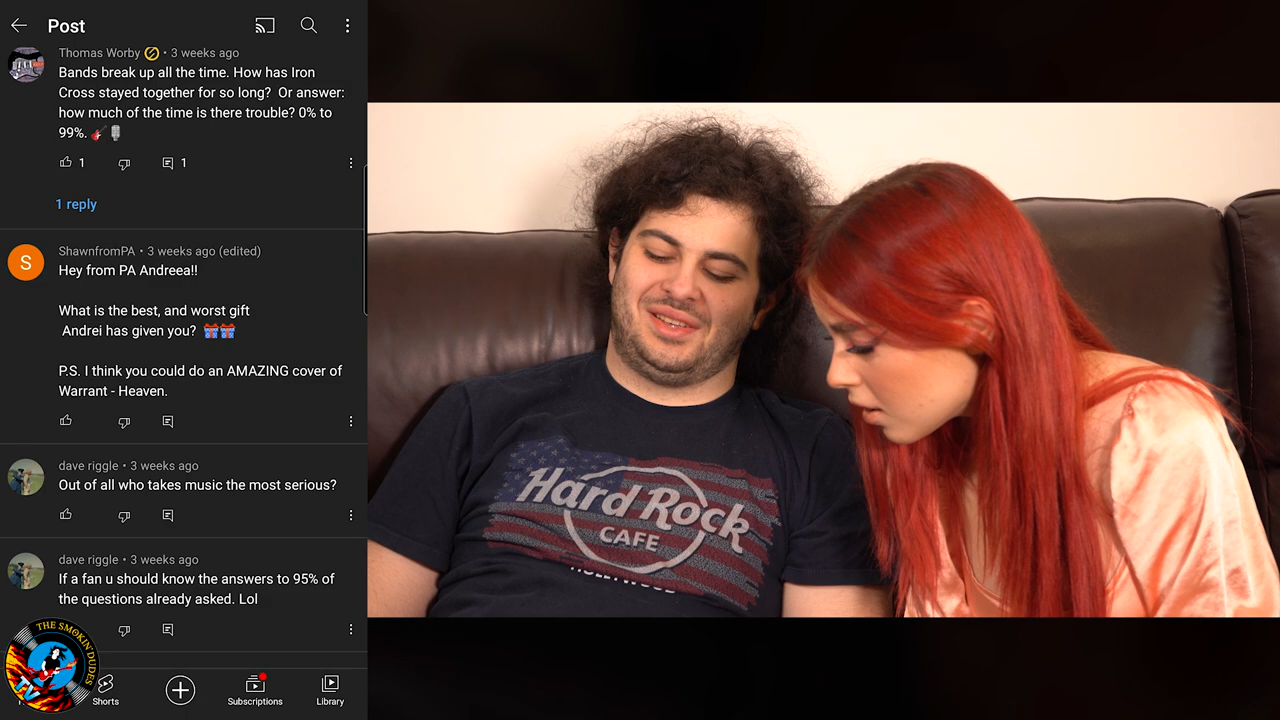 Post
Thomas Worby • 3 weeks ago
Bands break up all the time. How has Iron
Cross stayed together for so long? Or answer:
how much of the time is there trouble? 0% to
99%. 🎸🎙️
1
1
1 reply
S
ShawnfromPA • 3 weeks ago (edited)
Hey from PA Andreea!!
What is the best, and worst gift
Andrei has given you? 🎁🎁
P.S. I think you could do an AMAZING cover of
Warrant - Heaven.
dave riggle • 3 weeks ago
Out of all who takes music the most serious?
dave riggle • 3 weeks ago
If a fan u should know the answers to 95% of
the questions already asked. Lol
THE SMOKIN'DUDES
TV
Shorts
Subscriptions
Library
Hard Rock
CAFE
HOLLYWOOD